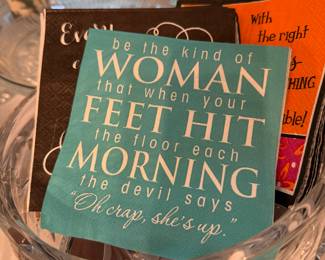 be the kind of
WOMAN
that when your
FEET HIT
the floor each
MORNING
the devil says
"Oh crap, she's up."
With
the right
ble!